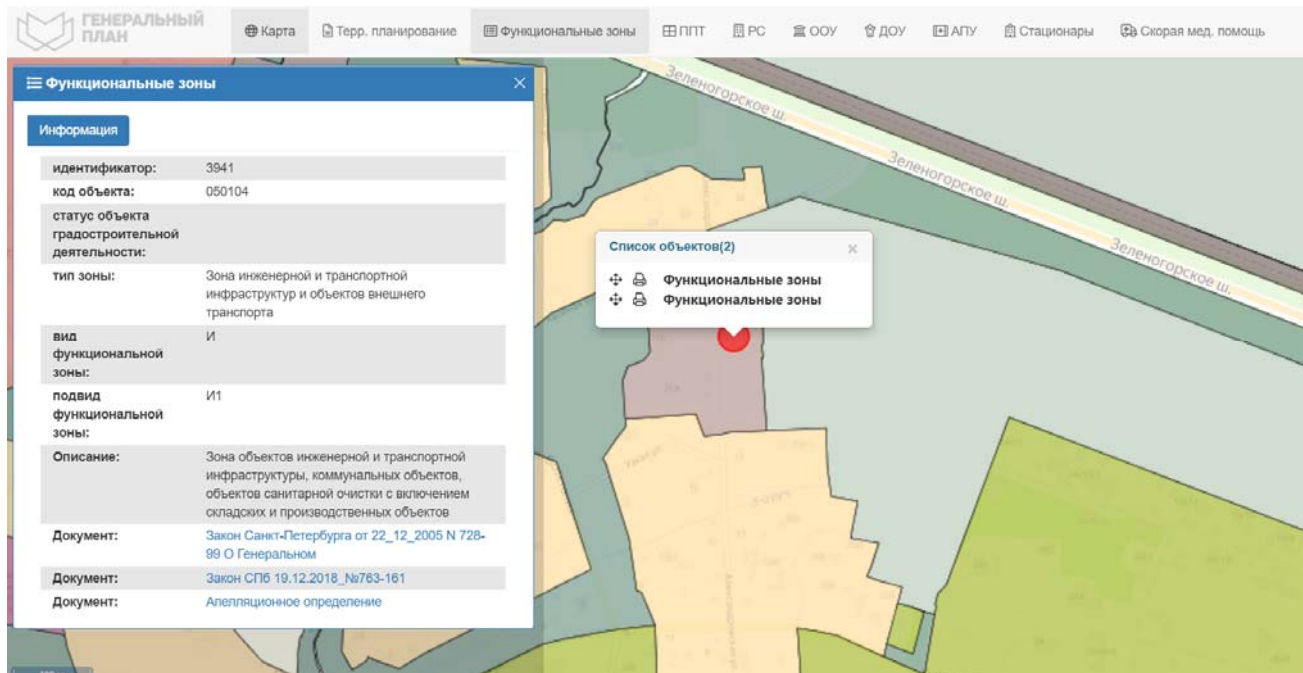 ГЕНЕРАЛЬНЫЙ
ПЛАН
Карта
Терр. планирование
Функциональные зоны
ППТ
РС
ООУ
ДОУ
АПУ
Стационары
Скорая мед. помощь
Функциональные зоны
Информация
идентификатор: 3941
код объекта: 050104
статус объекта
градостроительной
деятельности:
тип зоны: Зона инженерной и транспортной
инфраструктур и объектов внешнего
транспорта
вид И
функциональной
зоны:
подвид И1
функциональной
зоны:
Описание: Зона объектов инженерной и транспортной
инфраструктуры, коммунальных объектов,
объектов санитарной очистки с включением
складских и производственных объектов
Документ: Закон Санкт-Петербурга от 22_12_2005 N 728-
99 О Генеральном
Документ: Закон СПб 19.12.2018_№763-161
Документ: Апелляционное определение
Зеленогорское ш.
Зеленогорское ш.
Зеленогорское ш.
Список объектов(2)
Функциональные зоны
Функциональные зоны